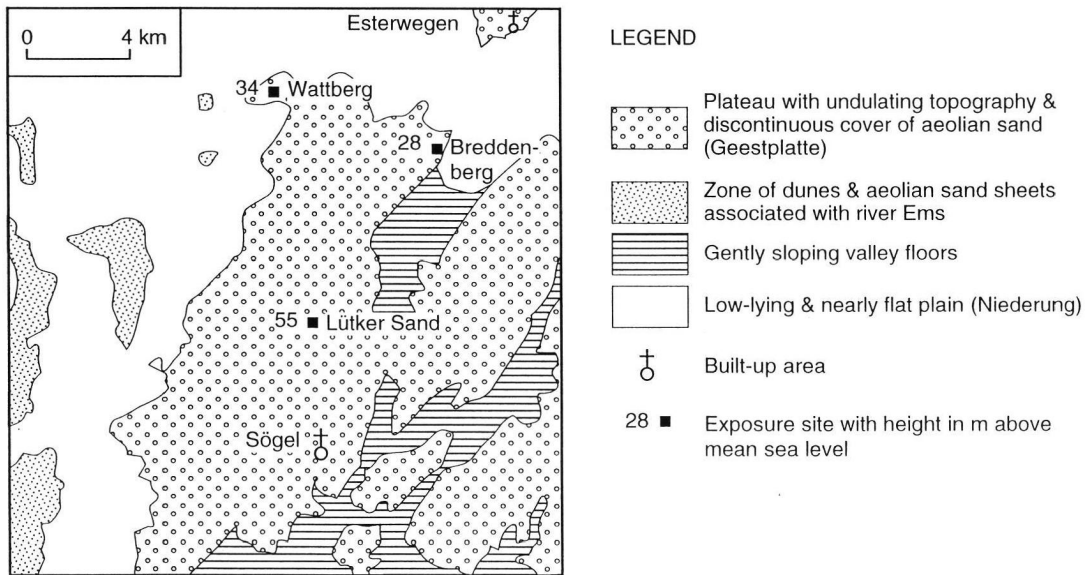 Esterwegen
0 4 km
34 Wattberg
28 Bredden-
berg
55 Lütker Sand
Sögel
LEGEND
Plateau with undulating topography &
discontinuous cover of aeolian sand
(Geestplatte)
Zone of dunes & aeolian sand sheets
associated with river Ems
Gently sloping valley floors
Low-lying & nearly flat plain (Niederung)
Built-up area
28 Exposure site with height in m above
mean sea level